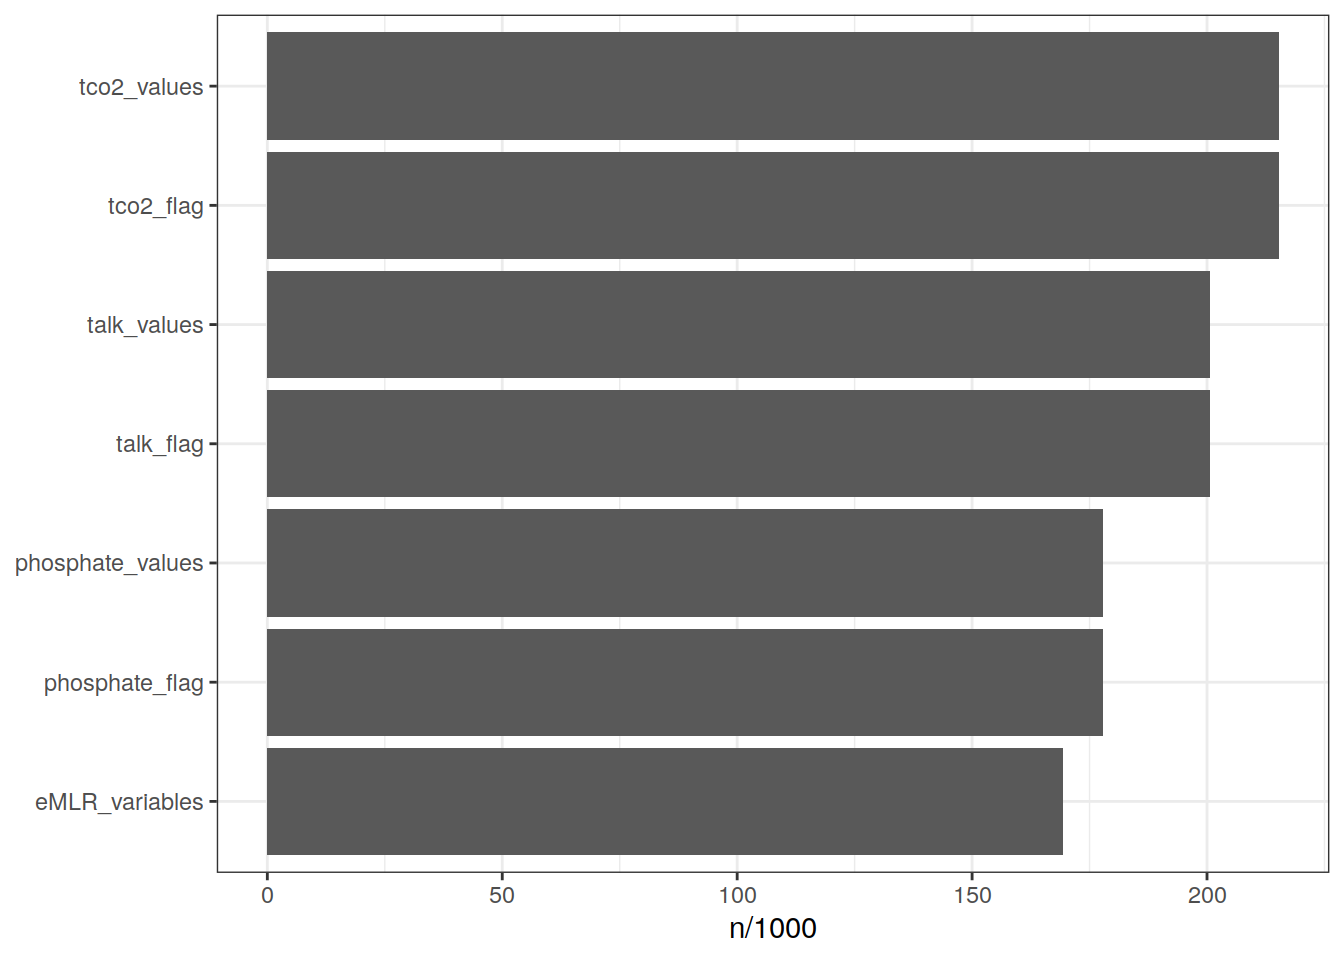 tco2_values
tco2_flag
talk_values
talk_flag
phosphate_values
phosphate_flag
eMLR_variables
0 50 100 150 200
n/1000